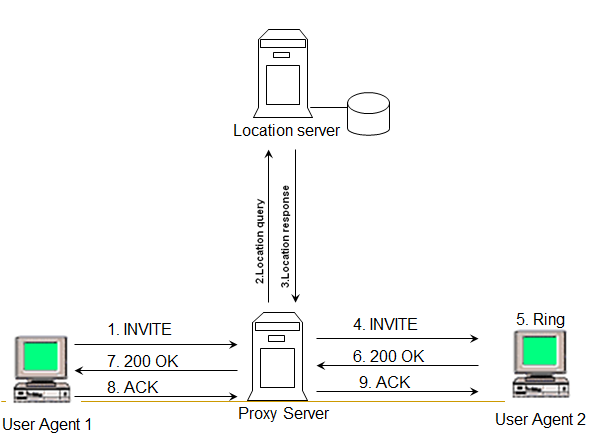 Location server
2.Location query
3.Location response
1. INVITE
7. 200 OK
8. ACK
4. INVITE
5. Ring
6. 200 OK
9. ACK
User Agent 1
Proxy Server
User Agent 2